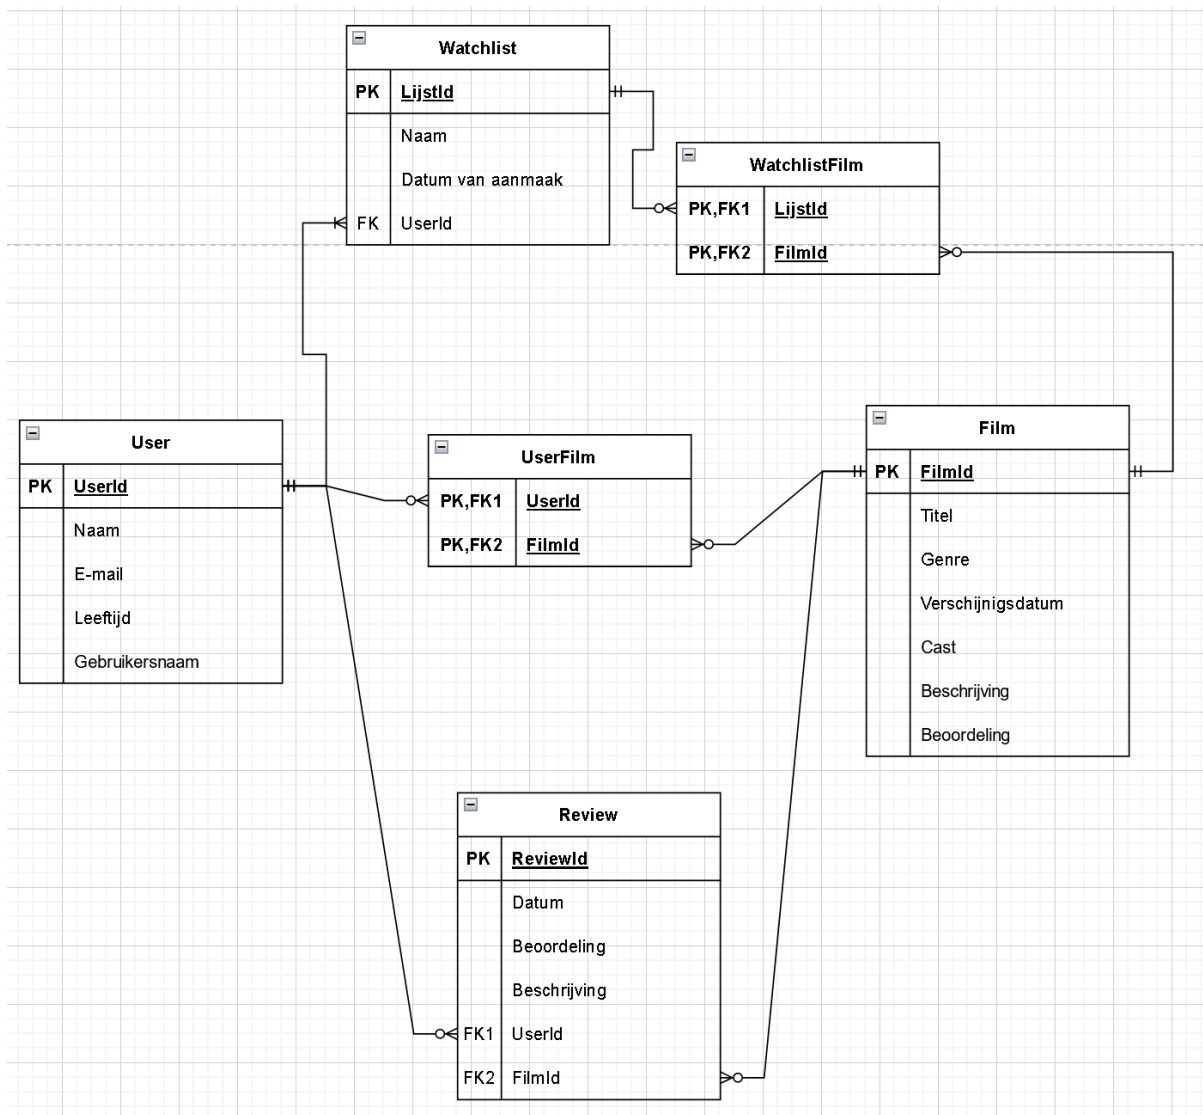 Watchlist
PK LijstId
Naam
Datum van aanmaak
FK UserId
WatchlistFilm
PK,FK1 LijstId
PK,FK2 FilmId
User
PK UserId
Naam
E-mail
Leeftijd
Gebruikersnaam
UserFilm
PK,FK1 UserId
PK,FK2 FilmId
Film
PK FilmId
Titel
Genre
Verschijnigsdatum
Cast
Beschrijving
Beoordeling
Review
PK ReviewId
Datum
Beoordeling
Beschrijving
FK1 UserId
FK2 FilmId